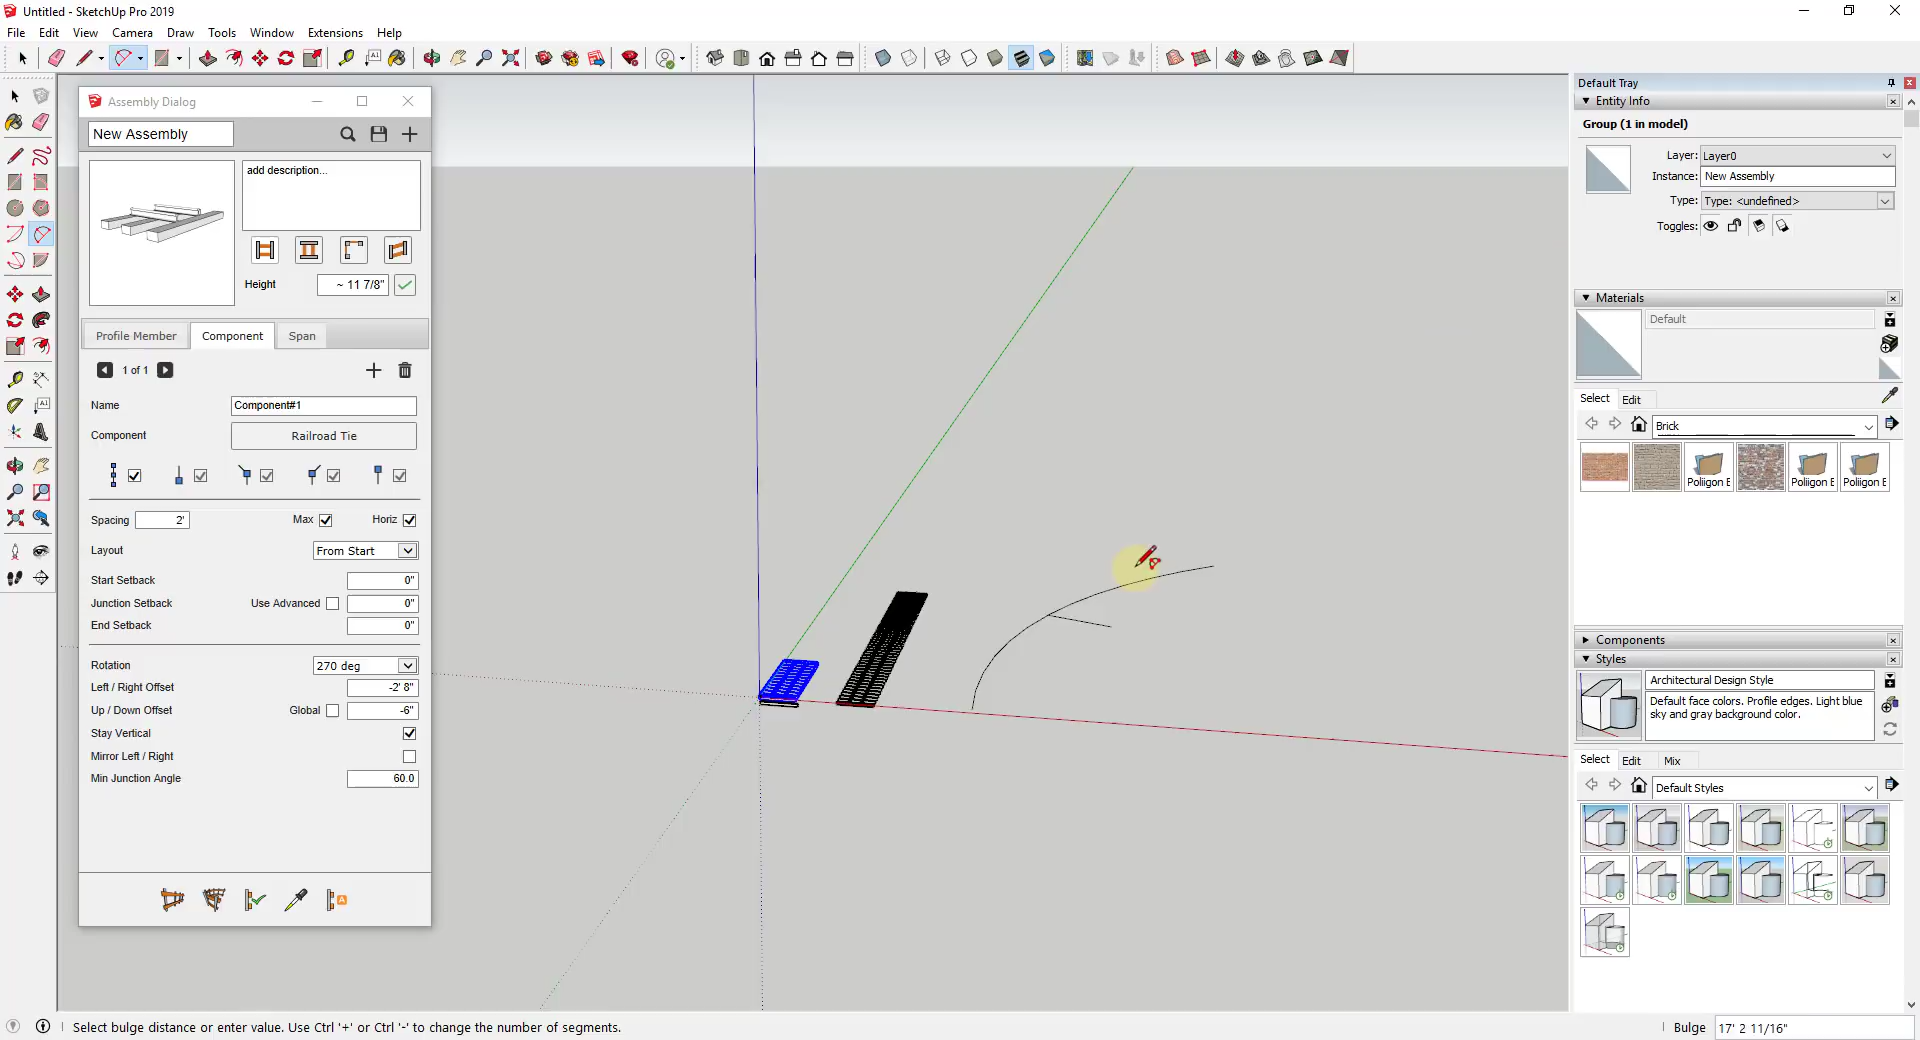 Untitled - SketchUp Pro 2019
File Edit View Camera Draw Tools Window Extensions Help
Assembly Dialog
New Assembly
add description...
Height ~ 11 7/8"
Profile Member Component Span
1 of 1
Name Component#1
Component Railroad Tie
Spacing 2' Max Horiz
Layout From Start
Start Setback 0"
Junction Setback Use Advanced 0"
End Setback 0"
Rotation 270 deg
Left / Right Offset -2' 8"
Up / Down Offset Global -6"
Stay Vertical
Mirror Left / Right
Min Junction Angle 60.0
Default Tray
Entity Info
Group (1 in model)
Layer: Layer0
Instance: New Assembly
Type: Type: <undefined>
Toggles:
Materials
Default
Select Edit
Brick
Poliigon E Poliigon E Poliigon E
Components
Styles
Architectural Design Style
Default face colors. Profile edges. Light blue
sky and gray background color.
Select Edit Mix
Default Styles
Select bulge distance or enter value. Use Ctrl '+' or Ctrl '-' to change the number of segments.
Bulge 17' 2 11/16"